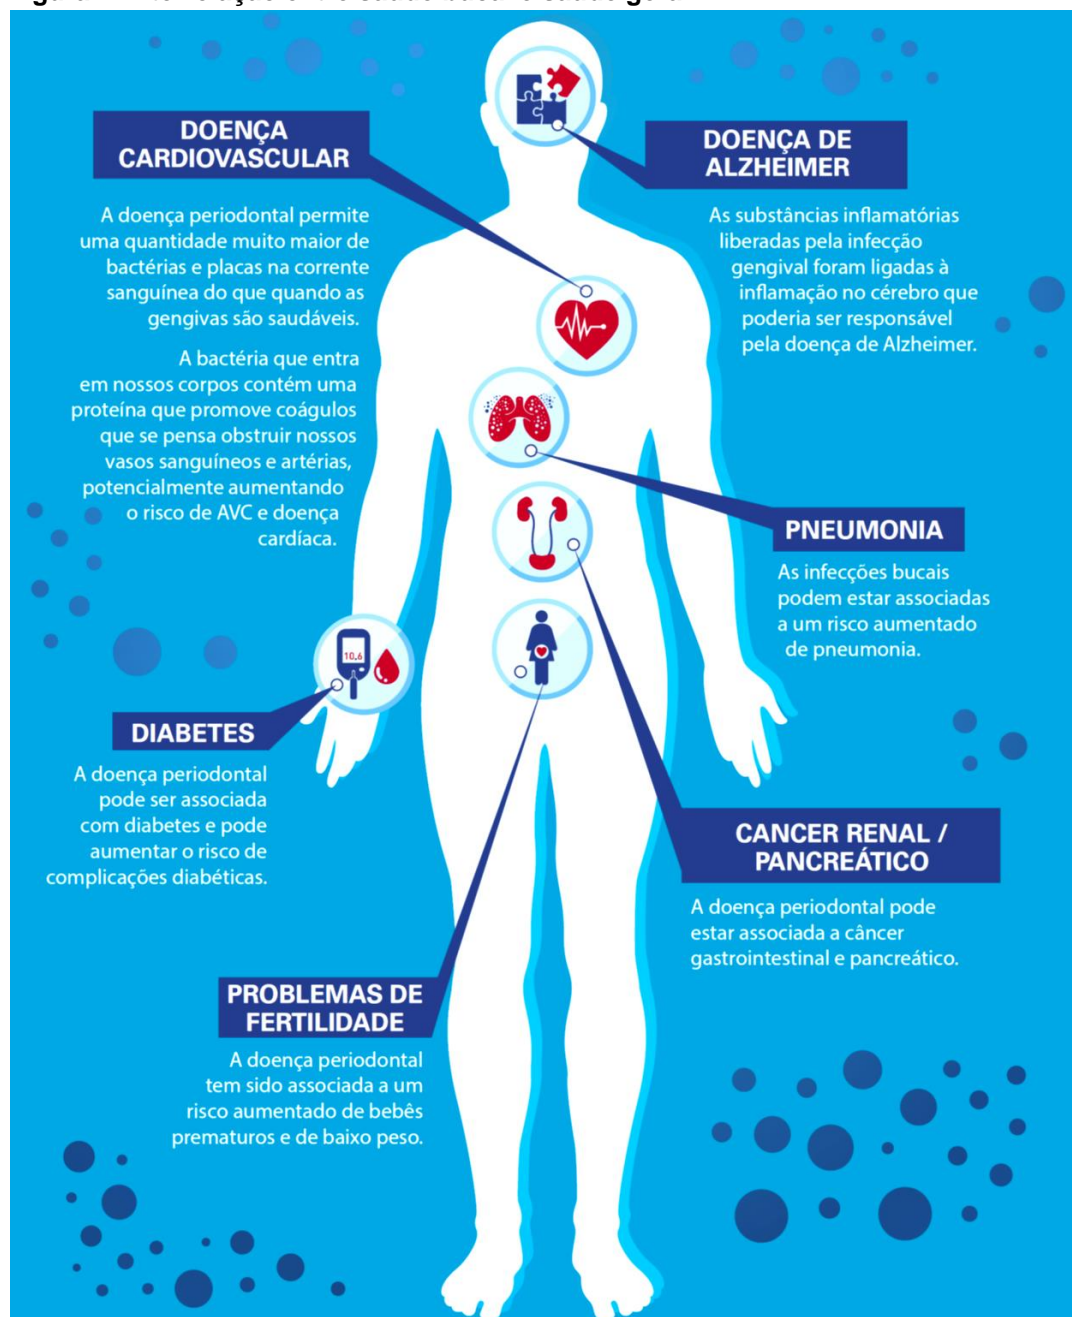 DOENÇA
CARDIOVASCULAR
A doença periodontal permite
uma quantidade muito maior de
bactérias e placas na corrente
sanguínea do que quando as
gengivas são saudáveis.
A bactéria que entra
em nossos corpos contém uma
proteína que promove coágulos
que se pensa obstruir nossos
vasos sanguíneos e artérias,
potencialmente aumentando
o risco de AVC e doença
cardíaca.
DOENÇA DE
ALZHEIMER
As substâncias inflamatórias
liberadas pela infecção
gengival foram ligadas à
inflamação no cérebro que
poderia ser responsável
pela doença de Alzheimer.
PNEUMONIA
As infecções bucais
podem estar associadas
a um risco aumentado
de pneumonia.
10,6
DIABETES
A doença periodontal
pode ser associada
com diabetes e pode
aumentar o risco de
complicações diabéticas.
CANCER RENAL /
PANCREÁTICO
A doença periodontal pode
estar associada a câncer
gastrointestinal e pancreático.
PROBLEMAS DE
FERTILIDADE
A doença periodontal
tem sido associada a um
risco aumentado de bebês
prematuros e de baixo peso.